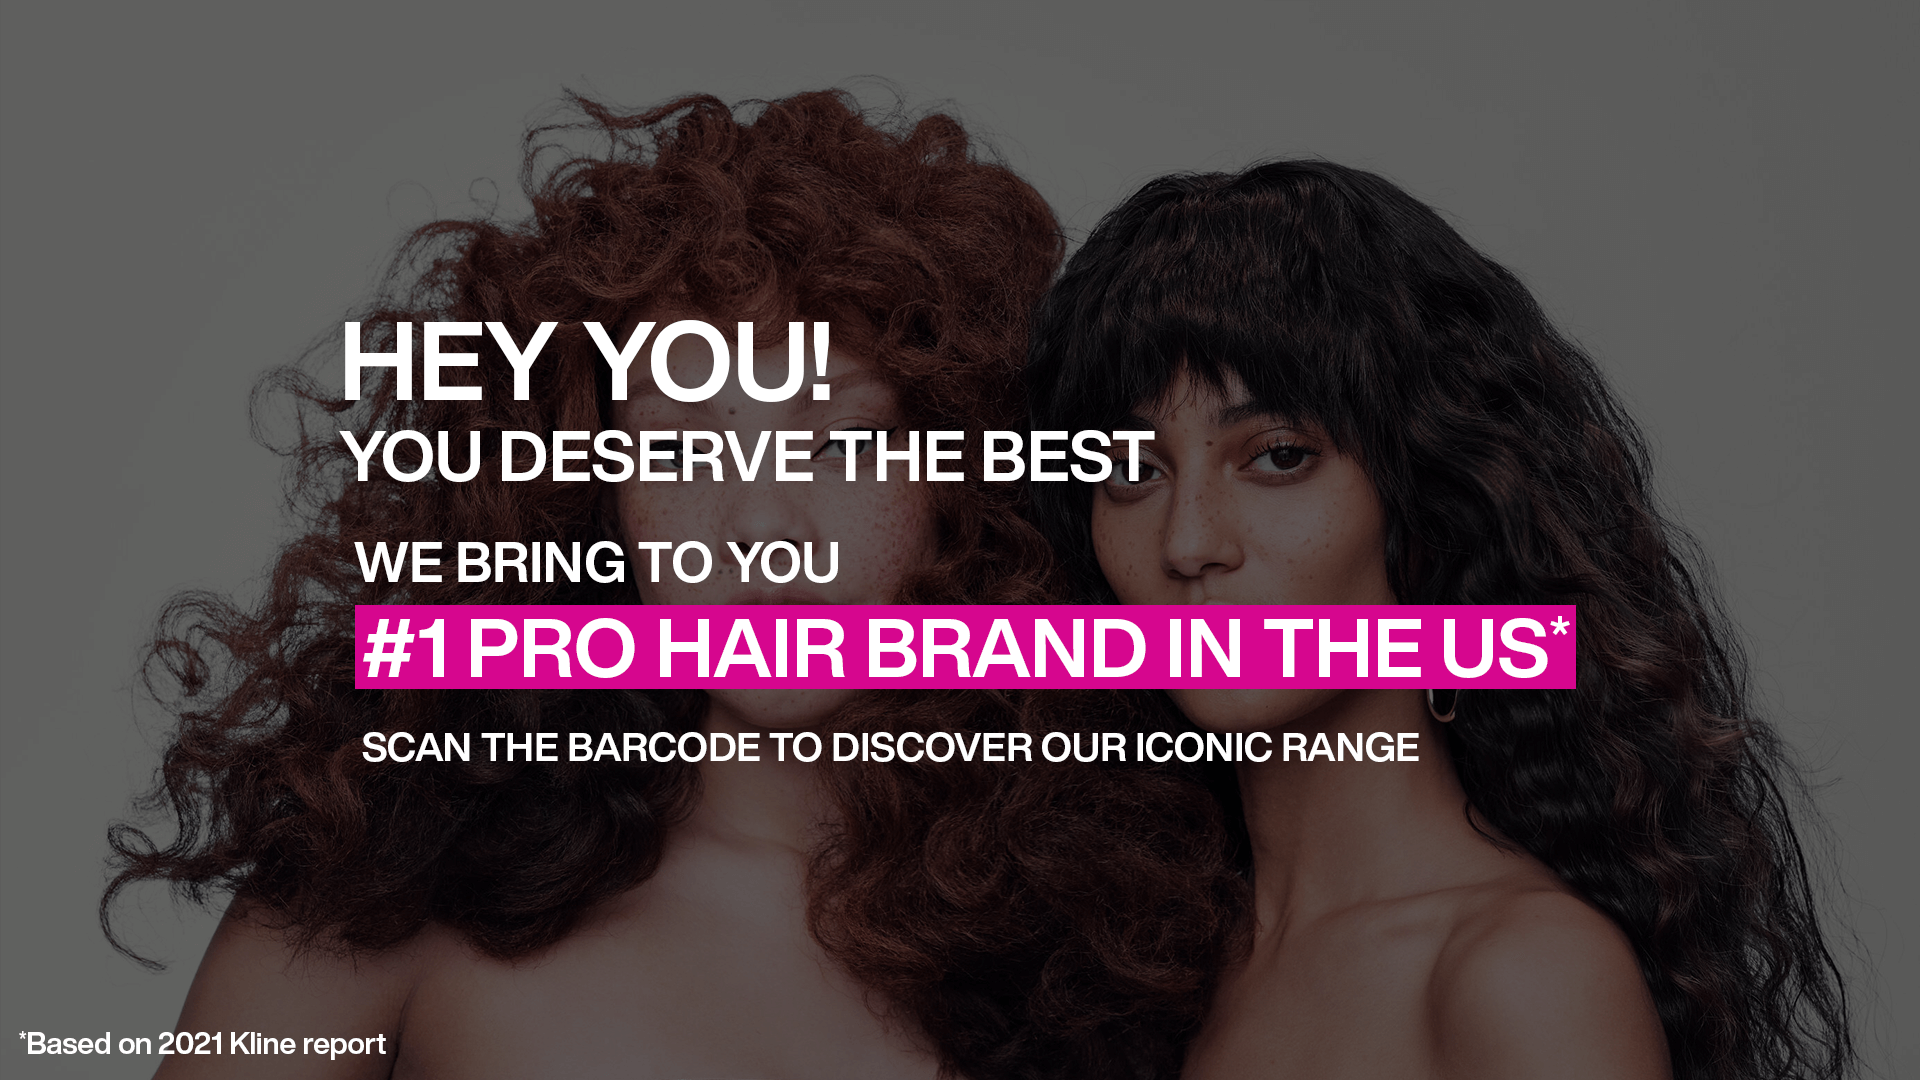 HEY YOU!
YOU DESERVE THE BEST
WE BRING TO YOU
#1 PRO HAIR BRAND IN THE US*
SCAN THE BARCODE TO DISCOVER OUR ICONIC RANGE
*Based on 2021 Kline report